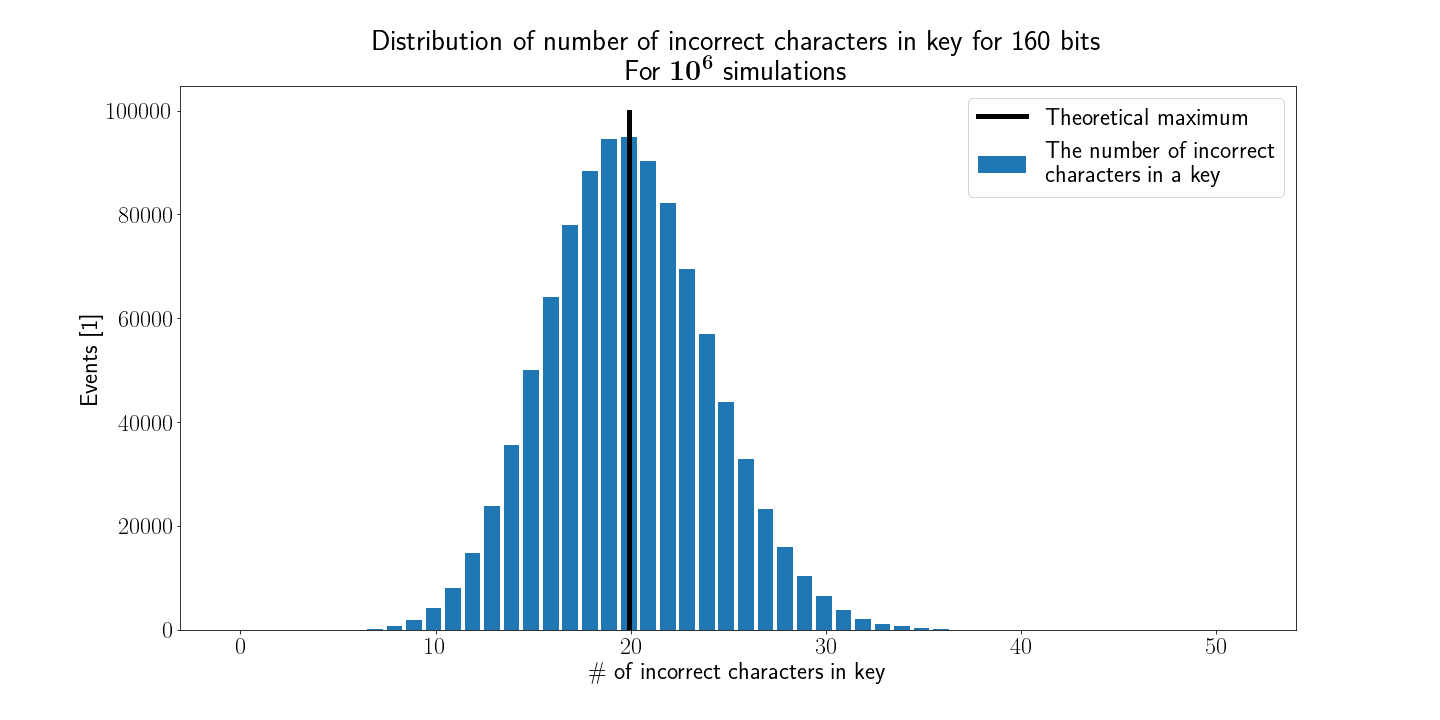 Distribution of number of incorrect characters in key for 160 bits
For 10⁶ simulations
Theoretical maximum
The number of incorrect
characters in a key
Events [1]
100000
80000
60000
40000
20000
0
0 10 20 30 40 50
# of incorrect characters in key